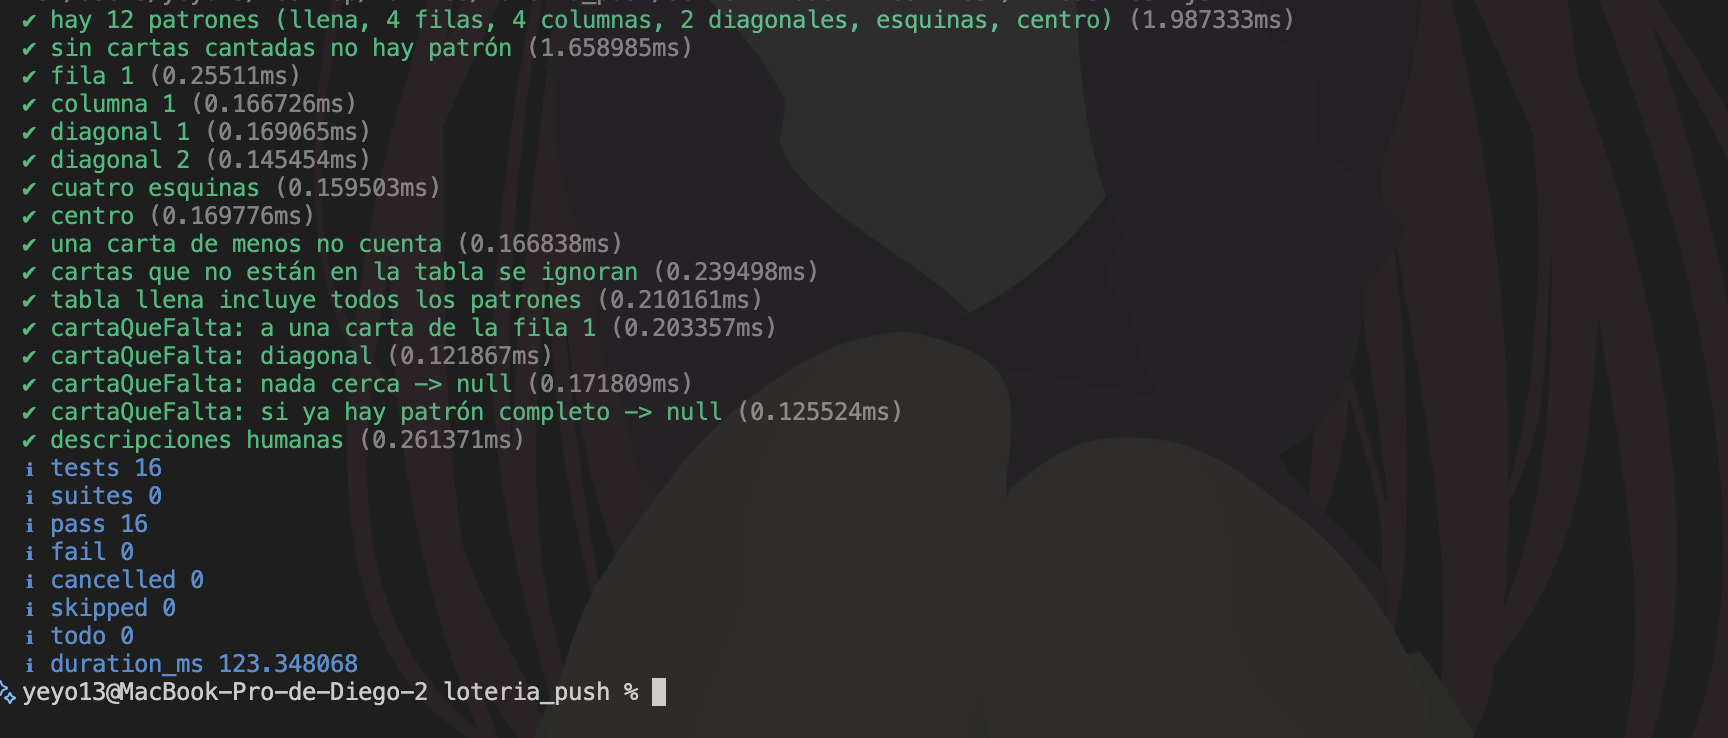 ✔ hay 12 patrones (llena, 4 filas, 4 columnas, 2 diagonales, esquinas, centro) (1.987333ms)
✔ sin cartas cantadas no hay patrón (1.658985ms)
✔ fila 1 (0.25511ms)
✔ columna 1 (0.166726ms)
✔ diagonal 1 (0.169065ms)
✔ diagonal 2 (0.145454ms)
✔ cuatro esquinas (0.159503ms)
✔ centro (0.169776ms)
✔ una carta de menos no cuenta (0.166838ms)
✔ cartas que no están en la tabla se ignoran (0.239498ms)
✔ tabla llena incluye todos los patrones (0.210161ms)
✔ cartaQueFalta: a una carta de la fila 1 (0.203357ms)
✔ cartaQueFalta: diagonal (0.121867ms)
✔ cartaQueFalta: nada cerca -> null (0.171809ms)
✔ cartaQueFalta: si ya hay patrón completo -> null (0.125524ms)
✔ descripciones humanas (0.261371ms)
ℹ tests 16
ℹ suites 0
ℹ pass 16
ℹ fail 0
ℹ cancelled 0
ℹ skipped 0
ℹ todo 0
ℹ duration_ms 123.348068
yeyo13@MacBook-Pro-de-Diego-2 loteria_push %